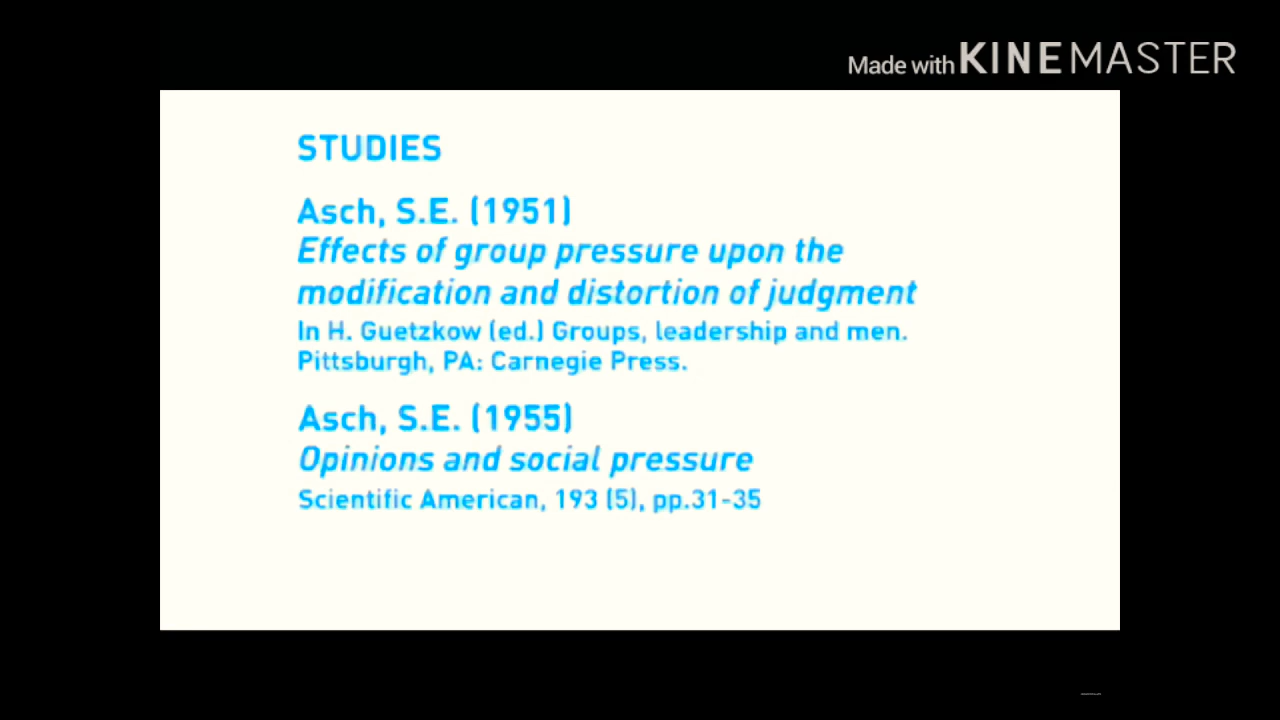 Made with KINEMASTER
STUDIES
Asch, S.E. (1951)
Effects of group pressure upon the
modification and distortion of judgment
In H. Guetzkow (ed.) Groups, leadership and men.
Pittsburgh, PA: Carnegie Press.
Asch, S.E. (1955)
Opinions and social pressure
Scientific American, 193 (5), pp.31-35